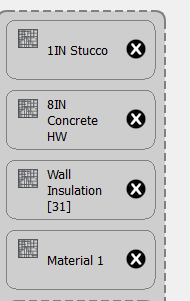 1IN Stucco
8IN
Concrete
HW
Wall
Insulation
[31]
Material 1